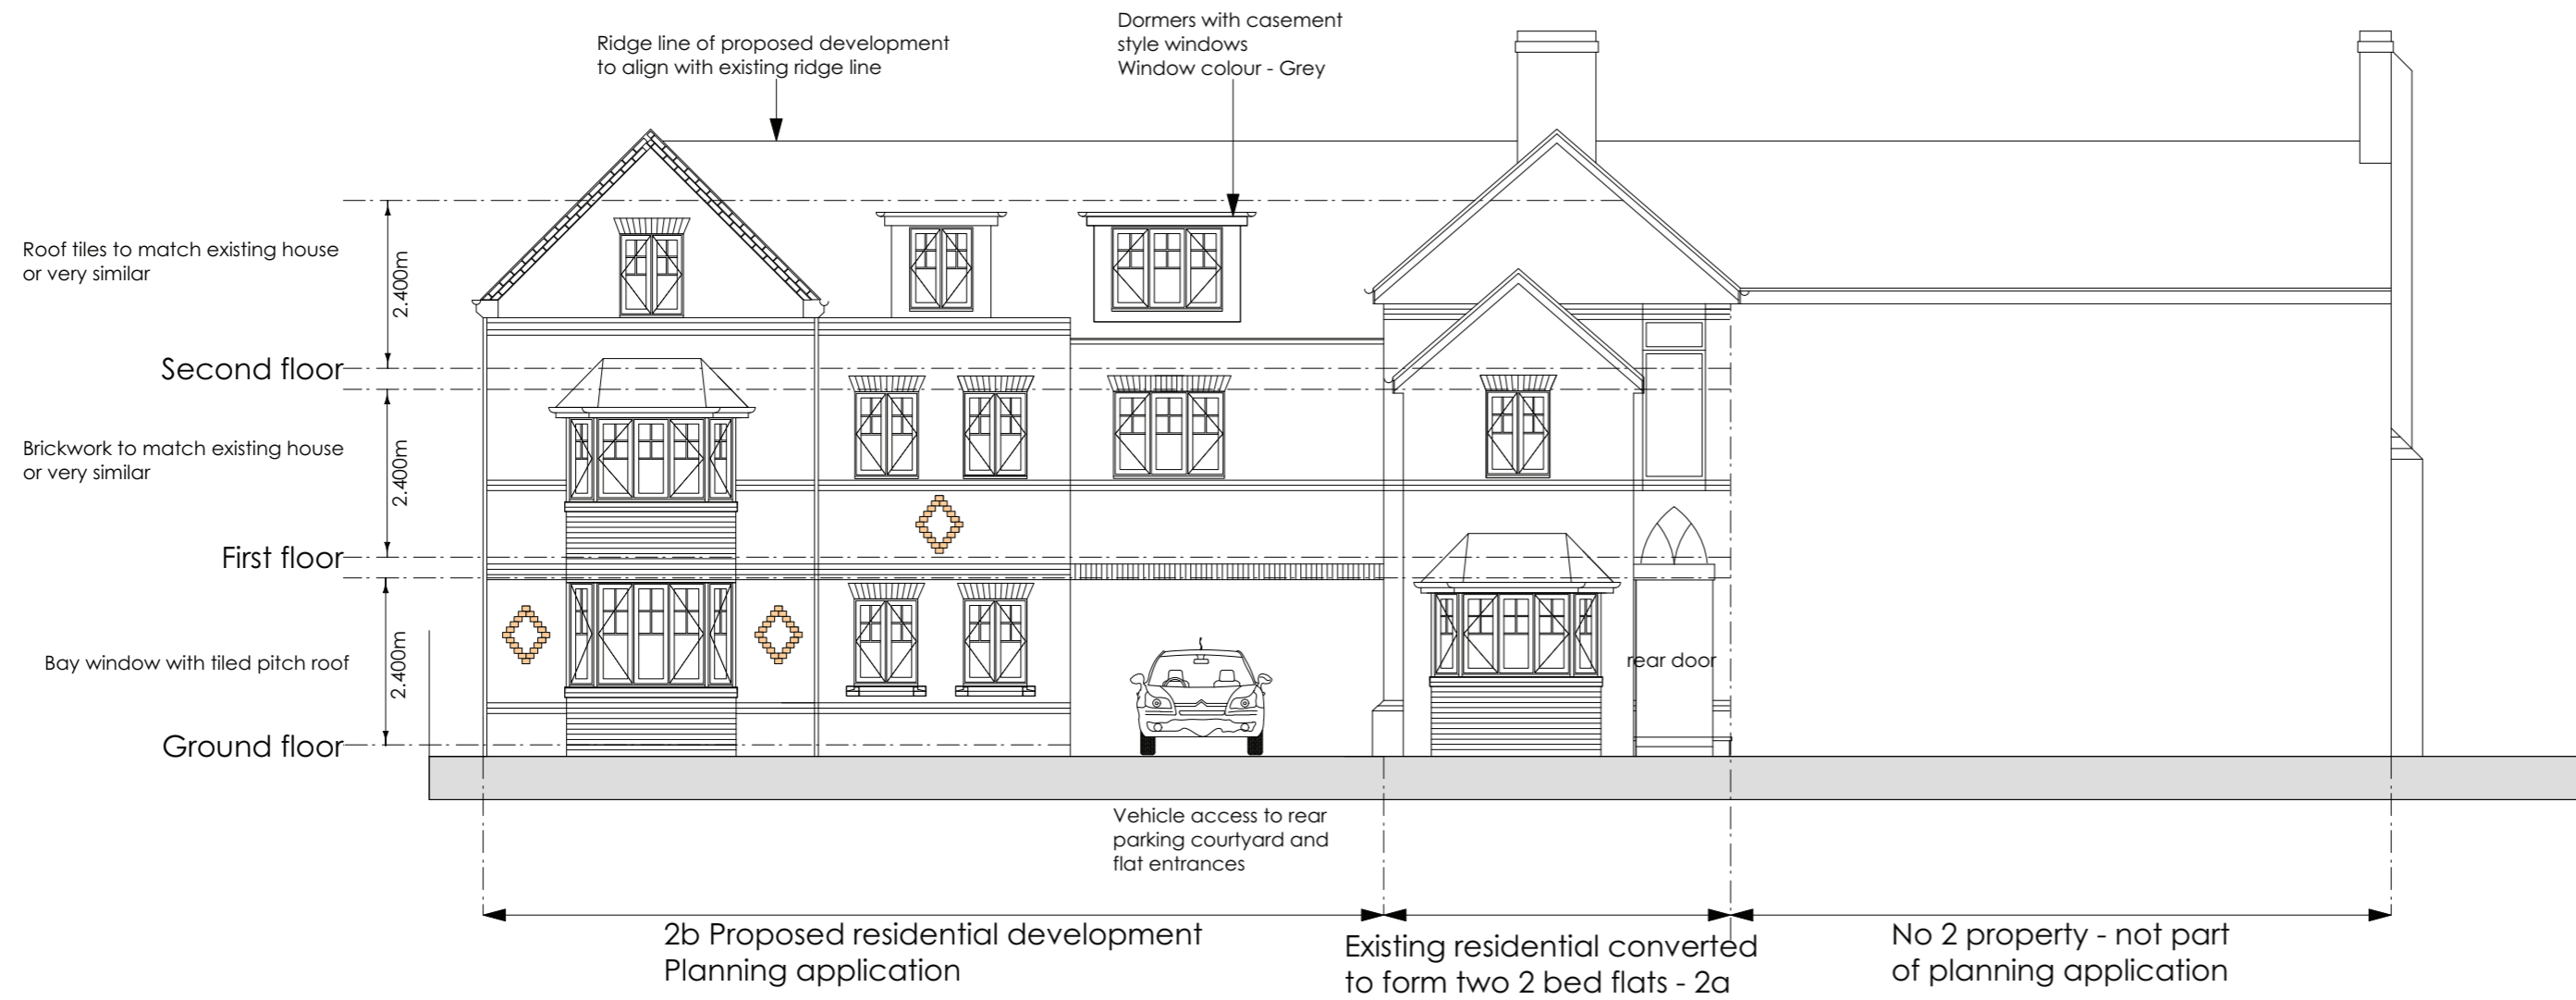 Dormers with casement
style windows
Window colour - Grey
Ridge line of proposed development
to align with existing ridge line
Roof tiles to match existing house
or very similar
2.400m
Second floor
Brickwork to match existing house
or very similar
2.400m
First floor
Bay window with tiled pitch roof
2.400m
rear door
Ground floor
Vehicle access to rear
parking courtyard and
flat entrances
2b Proposed residential development
Planning application
Existing residential converted
to form two 2 bed flats - 2a
No 2 property - not part
of planning application